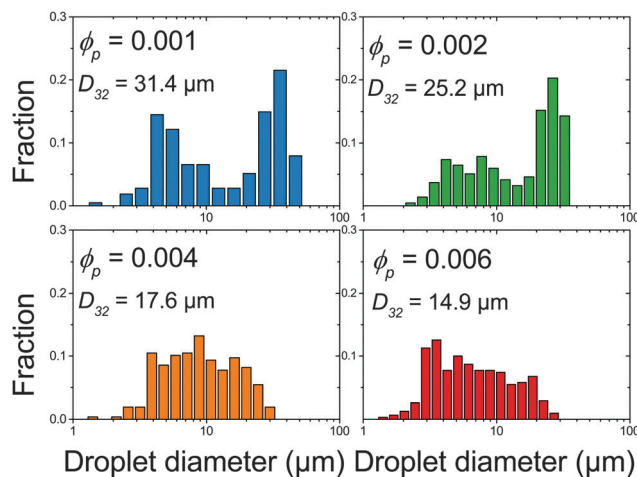 0.3
ϕp = 0.001
D32 = 31.4 µm
0.2
0.1
0.0
1
10
100
Fraction
0.3
ϕp = 0.002
D32 = 25.2 µm
0.2
0.1
0.0
1
10
100
0.3
ϕp = 0.004
D32 = 17.6 µm
0.2
0.1
0.0
1
10
100
Fraction
Droplet diameter (µm)
0.3
ϕp = 0.006
D32 = 14.9 µm
0.2
0.1
0.0
1
10
100
Droplet diameter (µm)